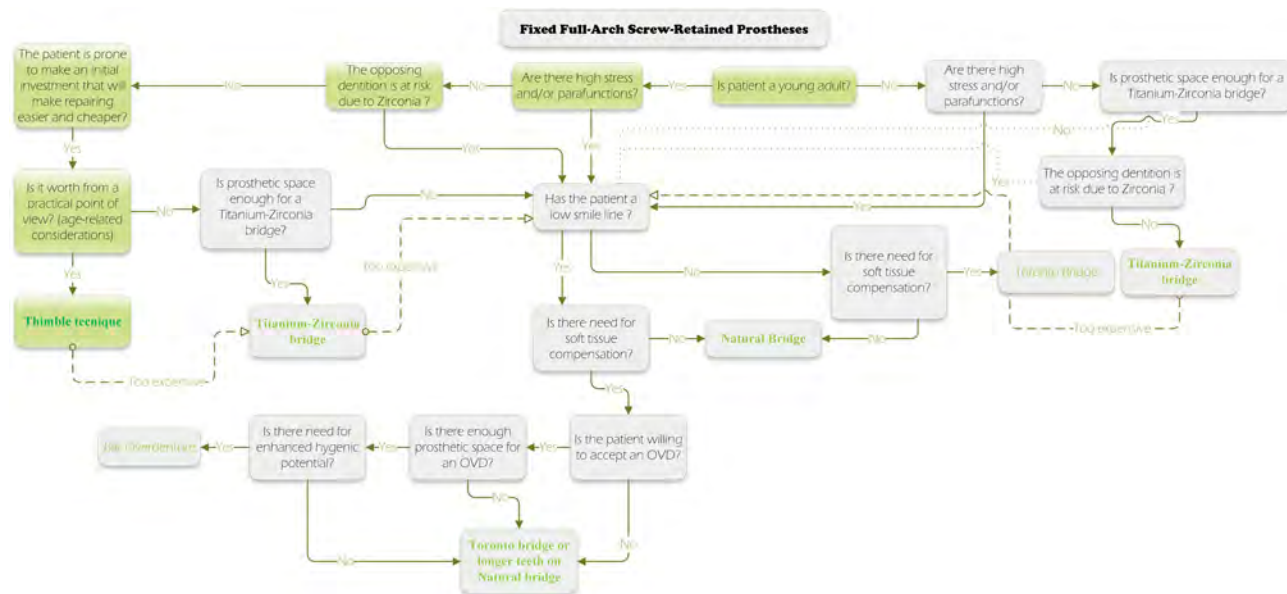 Fixed Full-Arch Screw-Retained Prostheses
The patient is prone
to make an initial
investment that will
make repairing
easier and cheaper?
No
The opposing
dentition is at risk
due to Zirconia ?
No
Are there high stress
and/or parafunctions?
Yes
Is patient a young adult?
No
Are there high
stress and/or
parafunctions?
No
Is prosthetic space enough for a
Titanium-Zirconia bridge?
Yes
Yes
Yes
No
Yes
Is it worth from a
practical point of
view? (age-related
considerations)
No
Is prosthetic space
enough for a
Titanium-Zirconia
bridge?
No
Has the patient a
low smile line ?
Yes
Yes
The opposing dentition is
at risk due to Zirconia ?
No
Yes
Yes
Too expensive
Yes
No
Is there need for
soft tissue
compensation?
Yes
Bridge
Titanium-Zirconia
bridge
Thimble tecnique
Titanium-Zirconia
bridge
Is there need for
soft tissue
compensation?
No
Natural Bridge
No
Too expensive
Too expensive
Yes
Yes
Is there need for
enhanced hygenic
potential?
Yes
Is there enough
prosthetic space for
an OVD?
Yes
Is the patient willing
to accept an OVD?
No
No
No
Toronto bridge or
longer teeth on
Natural bridge